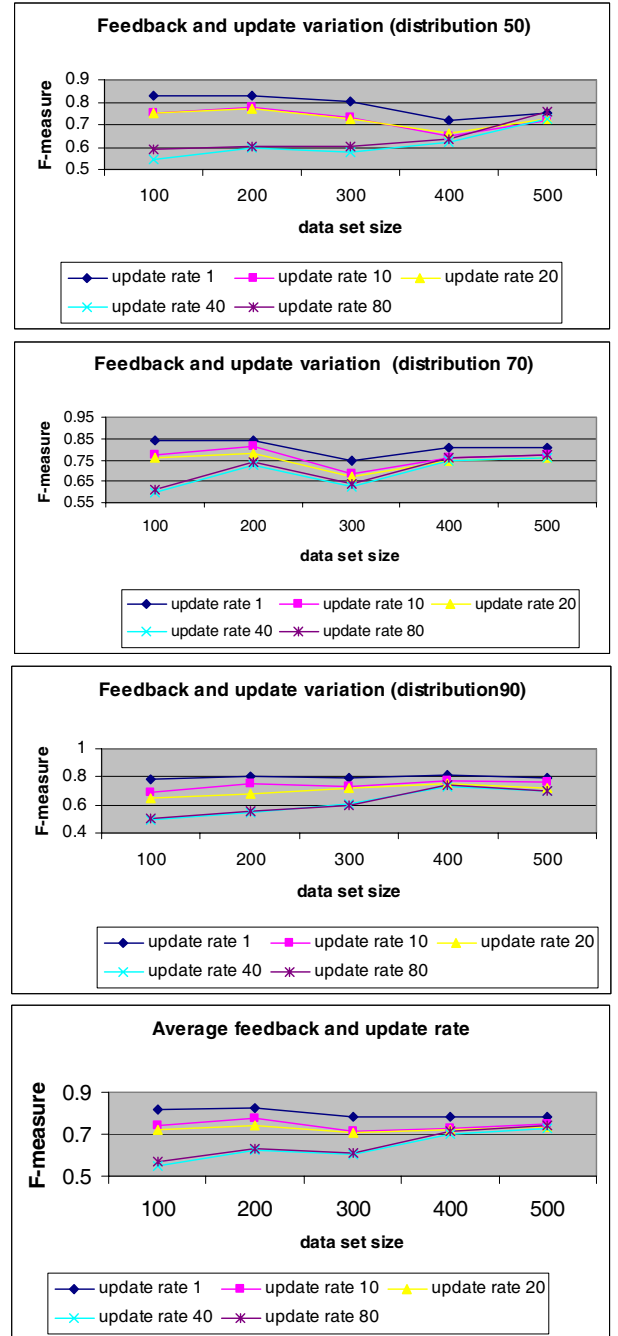 Feedback and update variation (distribution 50)
F-measure
0.9
0.8
0.7
0.6
0.5
100 200 300 400 500
data set size
update rate 1 update rate 10 update rate 20
update rate 40 update rate 80
Feedback and update variation (distribution 70)
F-measure
0.95
0.85
0.75
0.65
0.55
100 200 300 400 500
data set size
update rate 1 update rate 10 update rate 20
update rate 40 update rate 80
Feedback and update variation (distribution90)
F-measure
1
0.8
0.6
0.4
100 200 300 400 500
data set size
update rate 1 update rate 10 update rate 20
update rate 40 update rate 80
Average feedback and update rate
F-measure
0.9
0.7
0.5
100 200 300 400 500
data set size
update rate 1 update rate 10 update rate 20
update rate 40 update rate 80